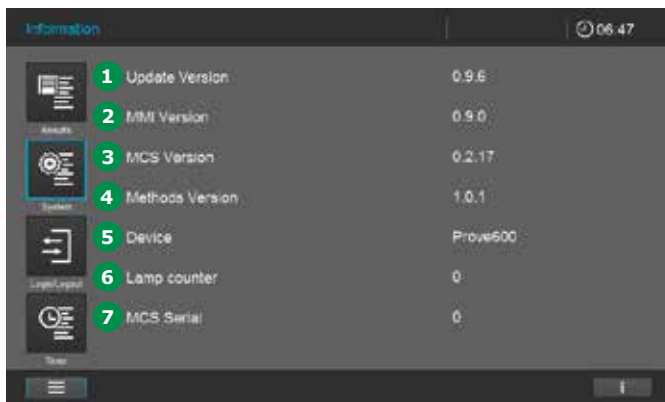 Information
06:47
1 Update Version 0.9.6
2 MMI Version 0.9.0
Results
3 MCS Version 0.2.17
4 Methods Version 1.0.1
System
5 Device Prove600
6 Lamp counter 0
Login/Logout
7 MCS Serial 0
Timer
i